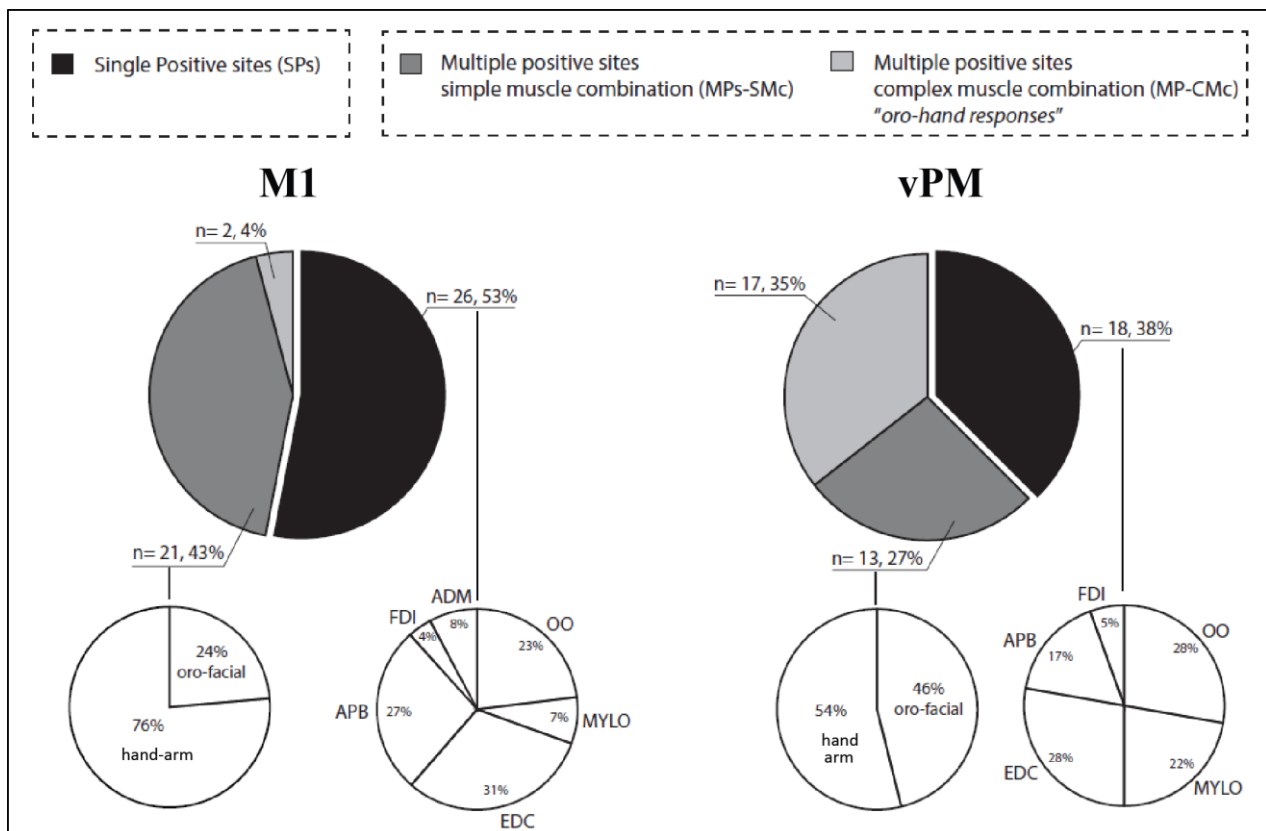 Single Positive sites (SPs)
Multiple positive sites
simple muscle combination (MPs-SMc)
Multiple positive sites
complex muscle combination (MP-CMc)
"oro-hand responses"
M1
n= 2, 4%
n= 26, 53%
n= 21, 43%
24%
oro-facial
76%
hand-arm
ADM
8%
FDI
4%
OO
23%
APB
27%
7%
MYLO
31%
EDC
vPM
n= 17, 35%
n= 18, 38%
n= 13, 27%
46%
oro-facial
54%
hand
arm
FDI
5%
OO
28%
APB
17%
EDC
28%
22%
MYLO